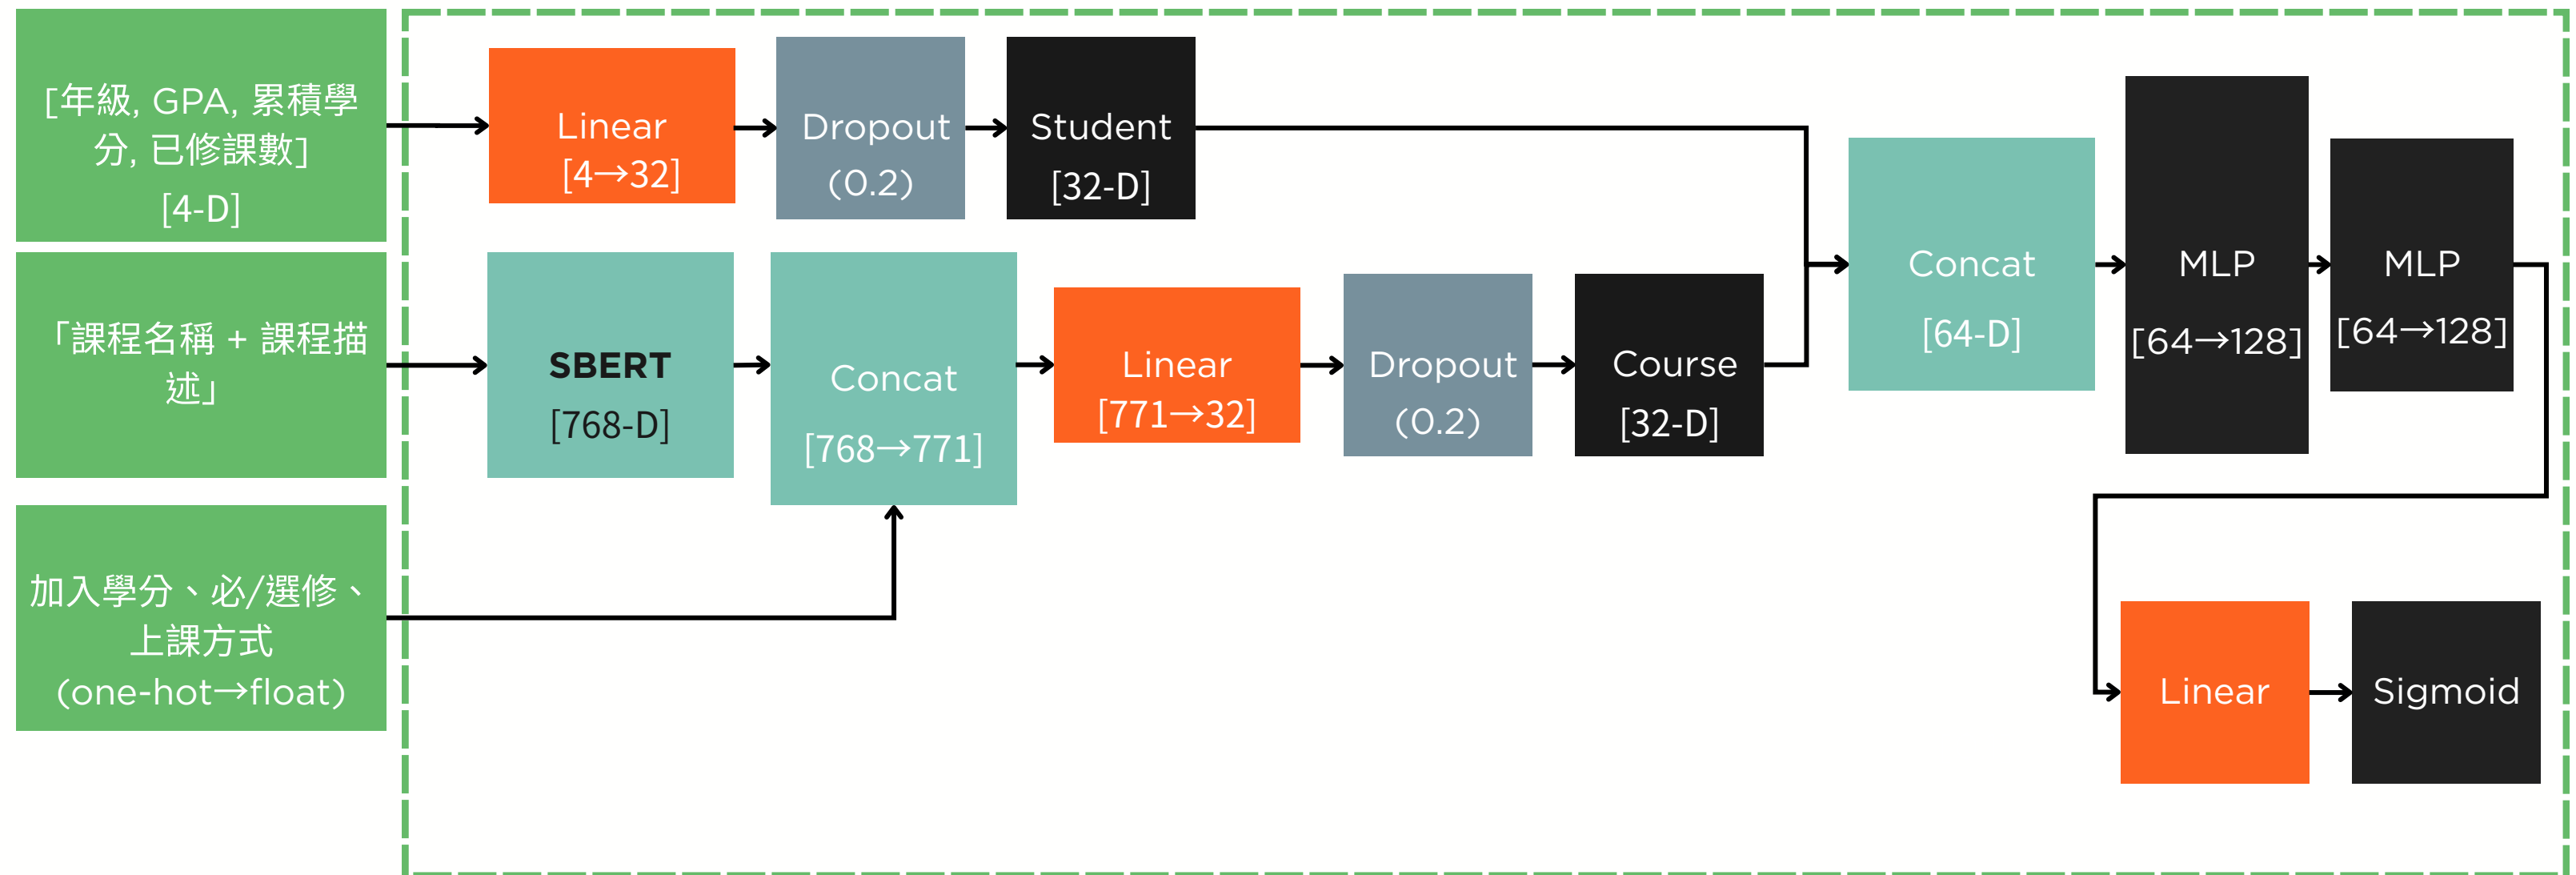 [年級, GPA, 累積學
分, 已修課數]
[4-D]
Linear
[4→32]
Dropout
(0.2)
Student
[32-D]
「課程名稱 + 課程描
述」
SBERT
[768-D]
Concat
[768→771]
Linear
[771→32]
Dropout
(0.2)
Course
[32-D]
Concat
[64-D]
MLP
[64→128]
MLP
[64→128]
加入學分、必/選修、
上課方式
(one-hot→float)
Linear
Sigmoid